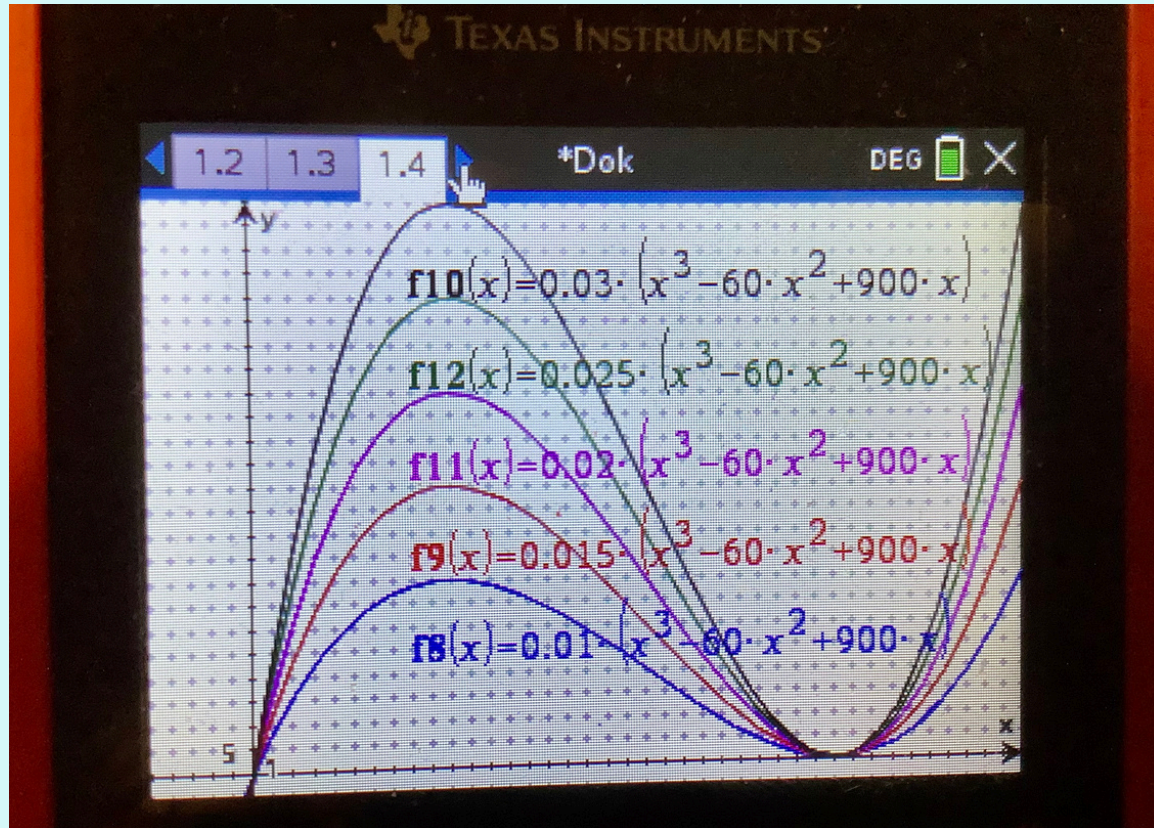 TEXAS INSTRUMENTS
1.2 1.3 1.4 *Dok DEG
y
f10(x)=0.03·(x³-60·x²+900·x)
f12(x)=0.025·(x³-60·x²+900·x)
f11(x)=0.02·(x³-60·x²+900·x)
f9(x)=0.015·(x³-60·x²+900·x)
f8(x)=0.01·(x³-60·x²+900·x)
x
5
1